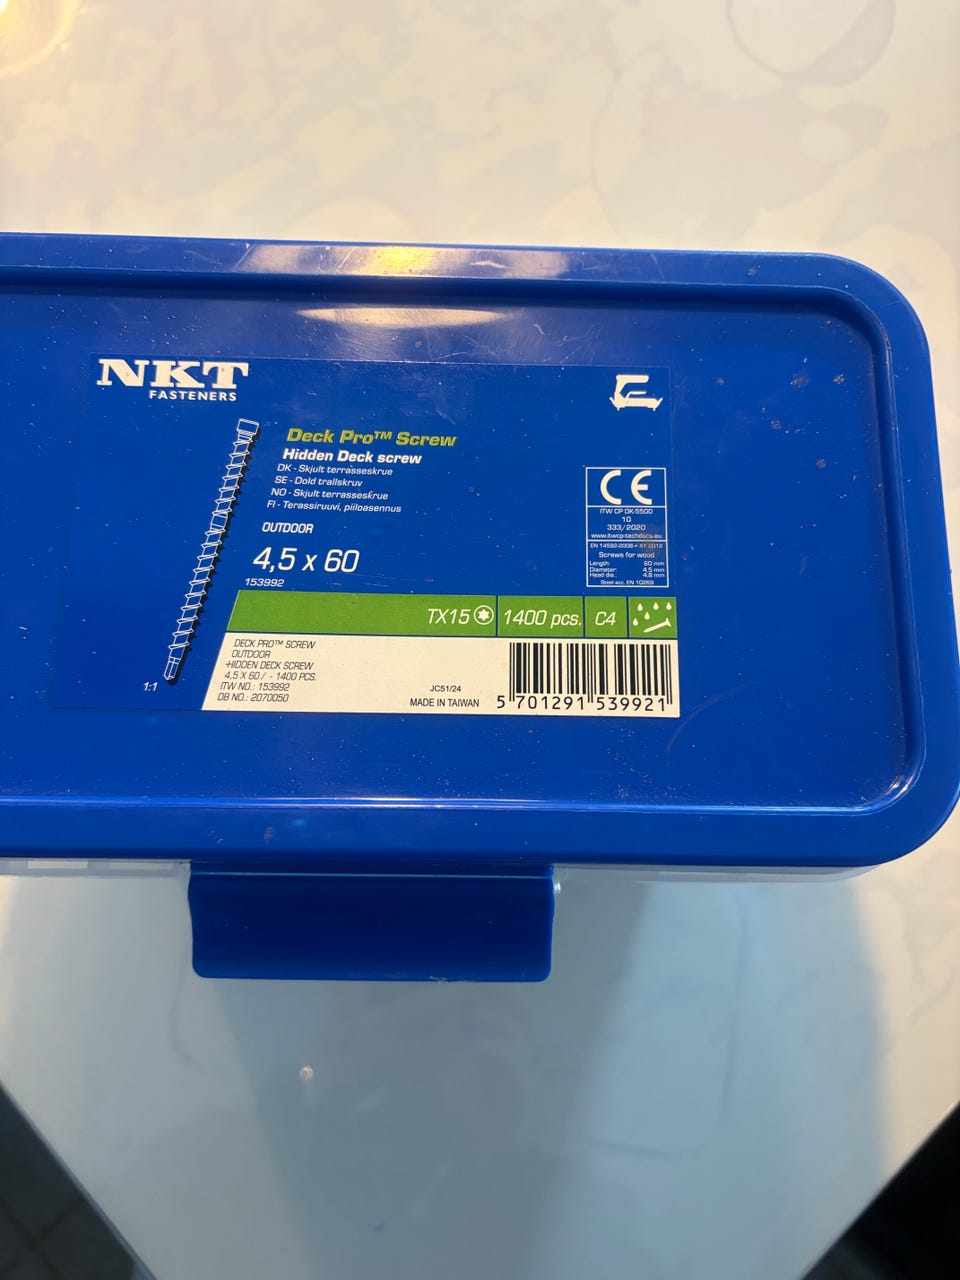 NKT
FASTENERS
Deck Pro™ Screw
Hidden Deck screw
DK - Skjult terrasseskrue
SE - Dold trallskruv
NO - Skjult terrasseskrue
FI - Terassiruuvi, piiloasennus
OUTDOOR
4,5 x 60
153992
CE
ITW CP DK-5500
10
333/2020
www.itwcp-techdocs.eu
EN 14592:2008 + A1 2012
Screws for wood
Length: 60 mm
Diameter: 4.5 mm
Head dia.: 4,8 mm
Steel acc. EN 10269
TX15 1400 pcs. C4
DECK PRO™ SCREW
OUTDOOR
HIDDEN DECK SCREW
4,5 X 60 / - 1400 PCS.
ITW NO.: 153992
DB NO.: 2070050
1:1
JC51/24
MADE IN TAIWAN
5 701291 539921